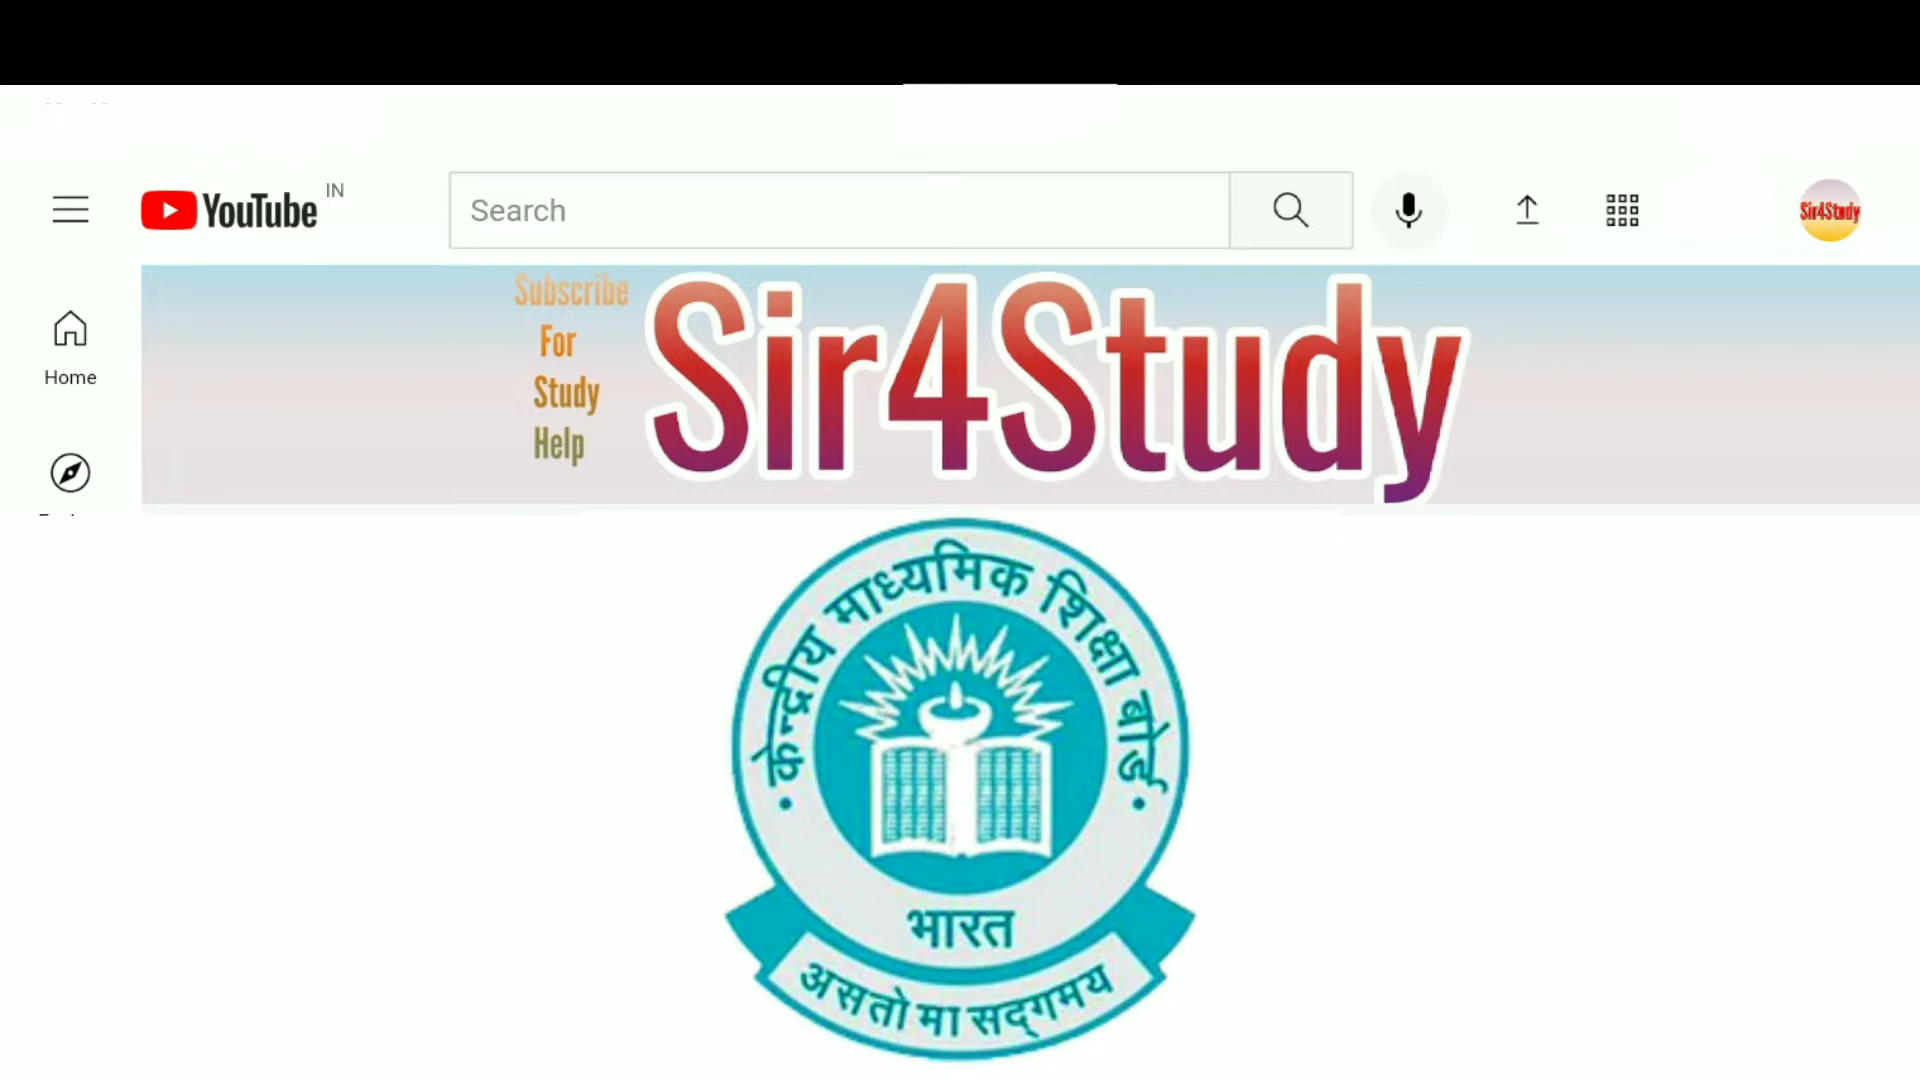 YouTube IN
Search
Sir4Study
Home
Subscribe
For
Study
Help
Sir4Study
केन्द्रीय माध्यमिक शिक्षा बोर्ड
भारत
असतो मा सद्गमय